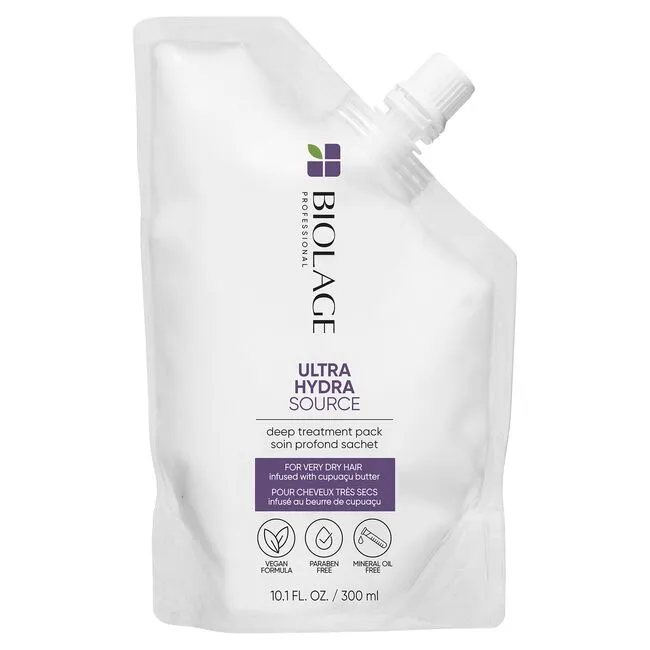 BIOLAGE
PROFESSIONAL
ULTRA
HYDRA
SOURCE
deep treatment pack
soin profond sachet
FOR VERY DRY HAIR
infused with cupuaçu butter
POUR CHEVEUX TRÈS SECS
infusé au beurre de cupuaçu
VEGAN
FORMULA
PARABEN
FREE
MINERAL OIL
FREE
10.1 FL. OZ. / 300 ml